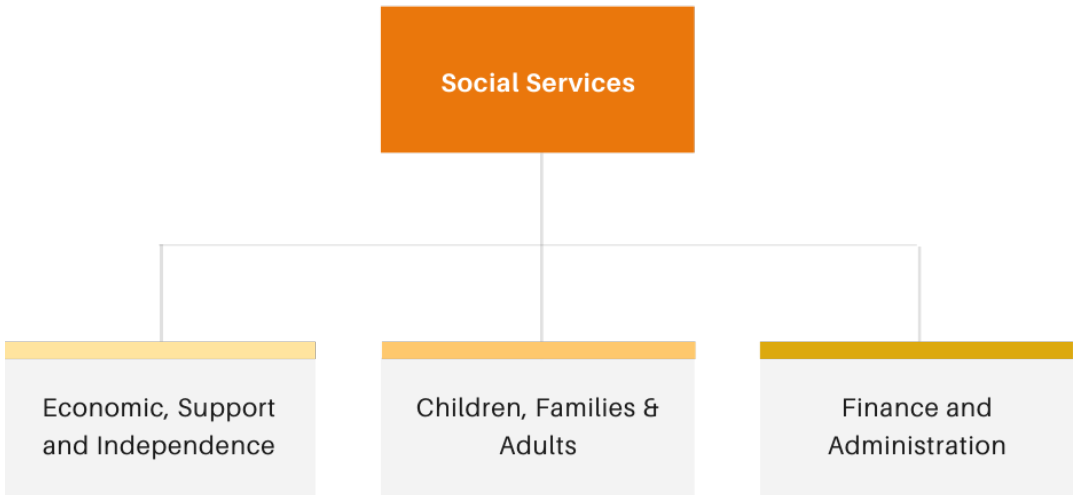 Social Services
Economic, Support
and Independence
Children, Families &
Adults
Finance and
Administration